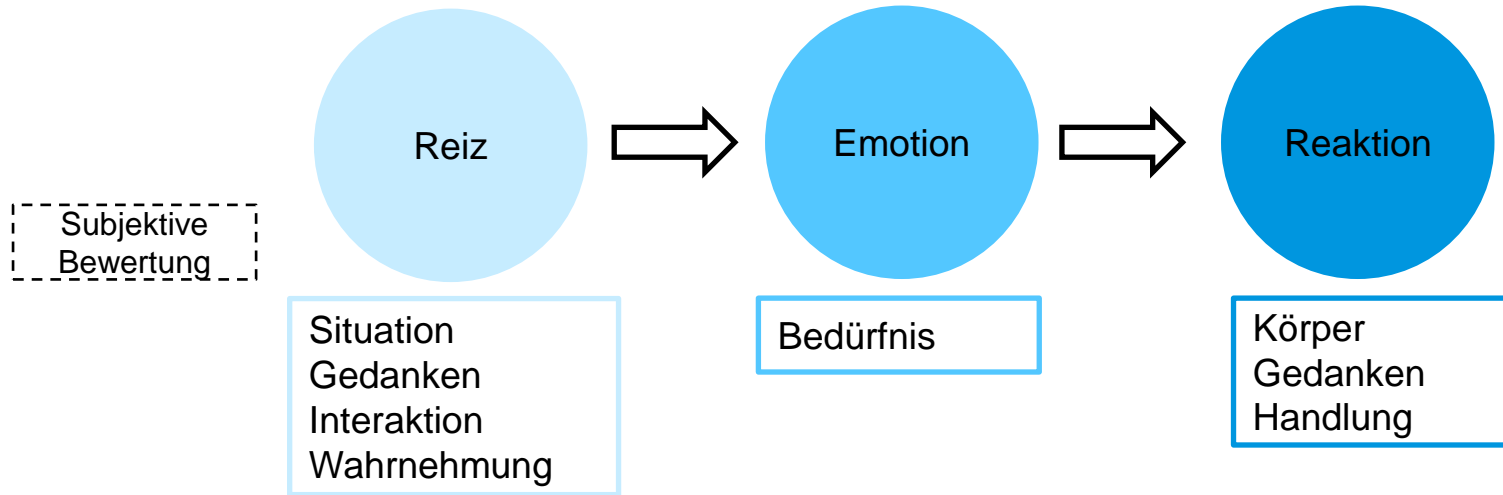 Reiz
Emotion
Reaktion
Subjektive
Bewertung
Situation
Gedanken
Interaktion
Wahrnehmung
Bedürfnis
Körper
Gedanken
Handlung